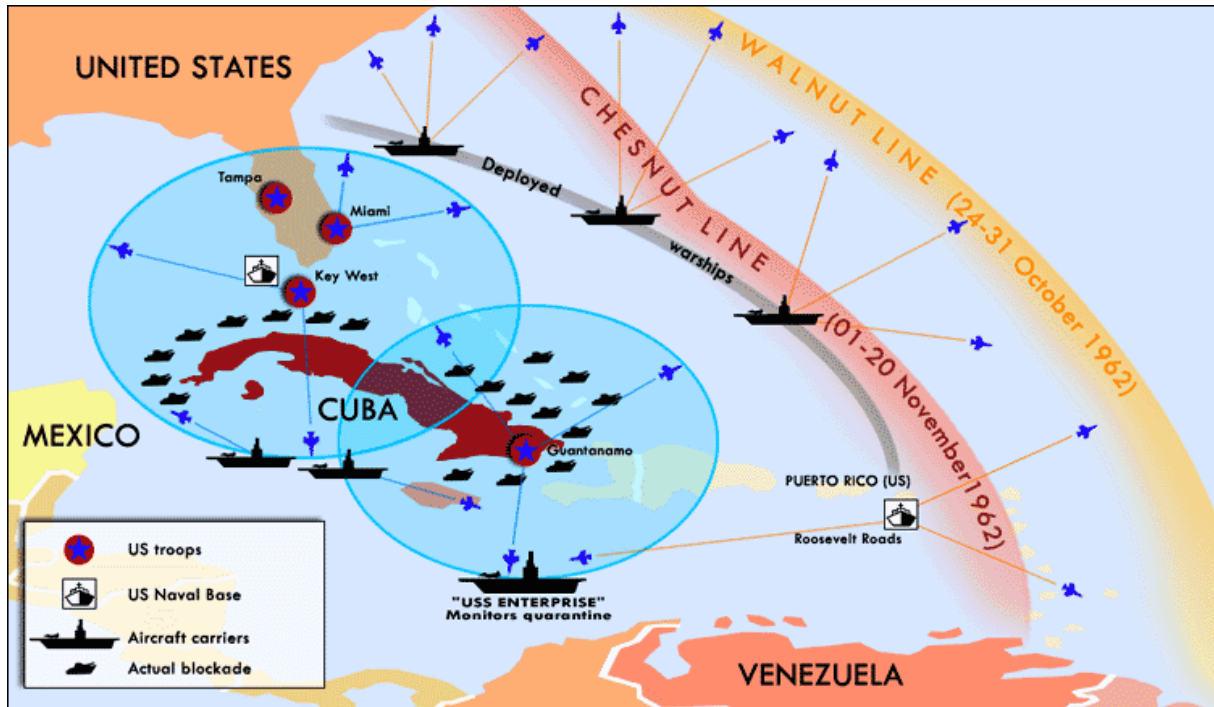 UNITED STATES
WALNUT LINE (24-31 October 1962)
CHESNUT LINE (01-20 November1962)
Deployed warships
Tampa
Miami
Key West
CUBA
MEXICO
Guantanamo
PUERTO RICO (US)
Roosevelt Roads
"USS ENTERPRISE"
Monitors quarantine
VENEZUELA
US troops
US Naval Base
Aircraft carriers
Actual blockade